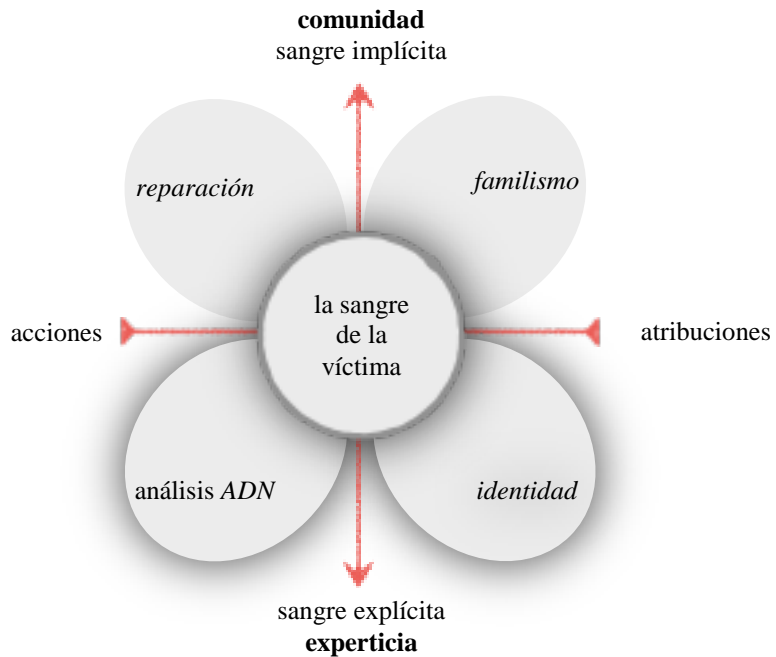 comunidad
sangre implícita
reparación
familismo
la sangre
de la
víctima
acciones
atribuciones
análisis ADN
identidad
sangre explícita
experticia